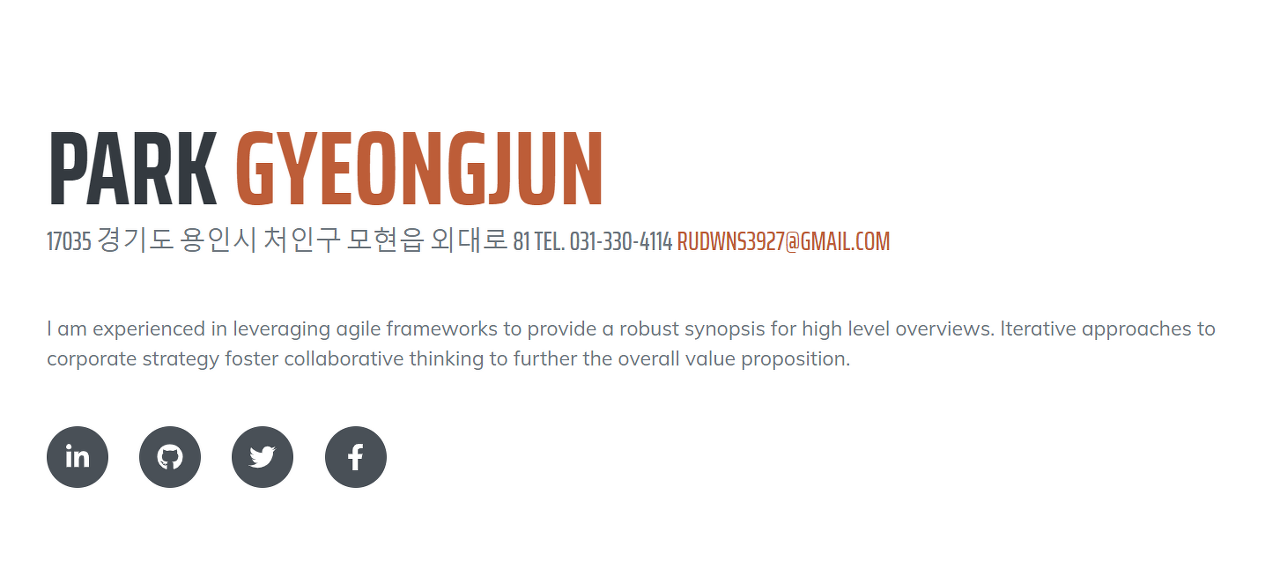 PARK GYEONGJUN
17035 경기도 용인시 처인구 모현읍 외대로 81 TEL. 031-330-4114 RUDWNS3927@GMAIL.COM
I am experienced in leveraging agile frameworks to provide a robust synopsis for high level overviews. Iterative approaches to
corporate strategy foster collaborative thinking to further the overall value proposition.